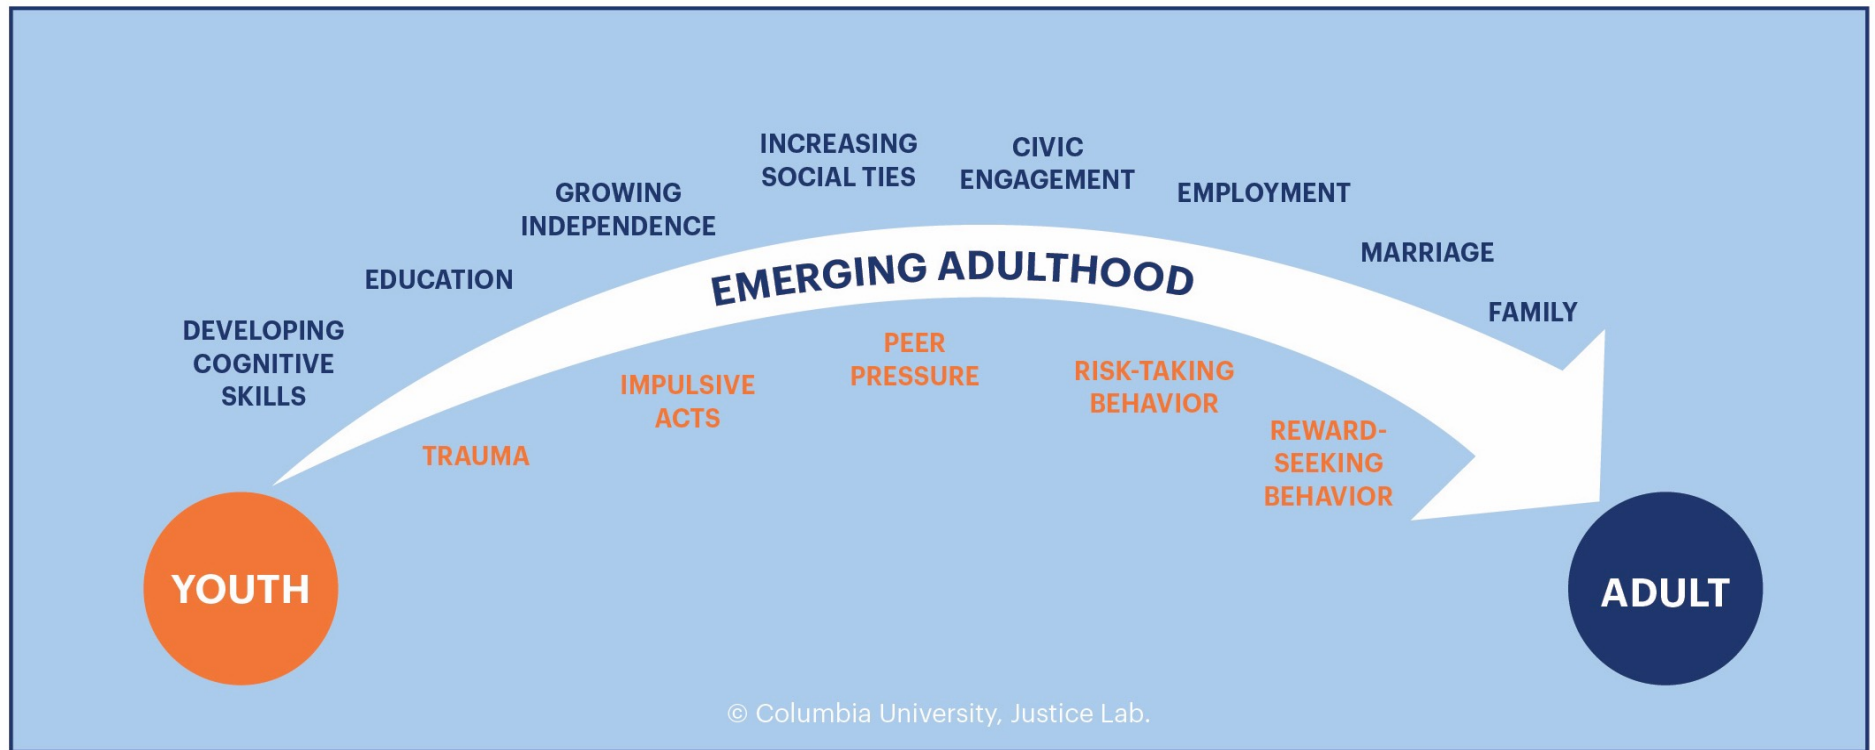 INCREASING
SOCIAL TIES
CIVIC
ENGAGEMENT
GROWING
INDEPENDENCE
EMPLOYMENT
EDUCATION
MARRIAGE
DEVELOPING
COGNITIVE
SKILLS
FAMILY
EMERGING ADULTHOOD
TRAUMA
IMPULSIVE
ACTS
PEER
PRESSURE
RISK-TAKING
BEHAVIOR
REWARD-
SEEKING
BEHAVIOR
YOUTH
ADULT
© Columbia University, Justice Lab.